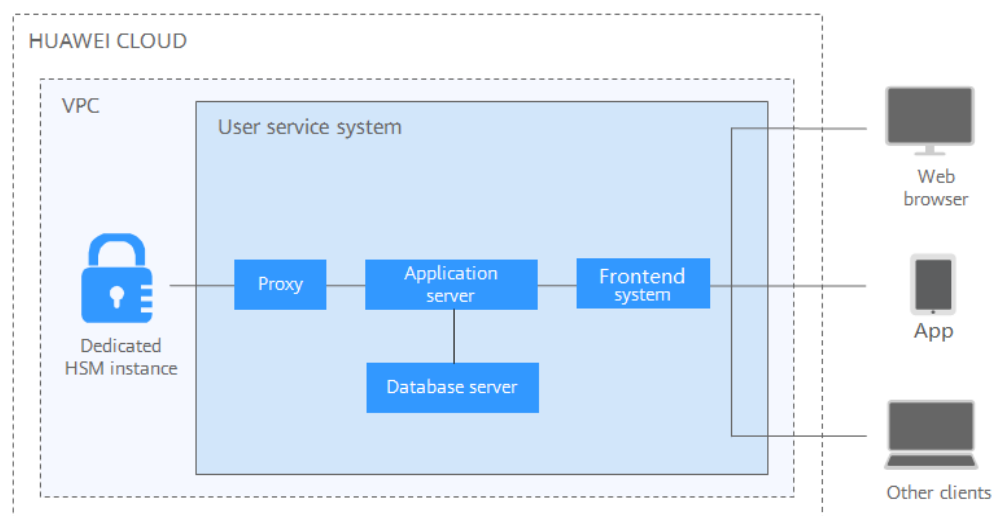 HUAWEI CLOUD
VPC
User service system
Dedicated
HSM instance
Proxy
Application
server
Frontend
system
Database server
Web
browser
App
Other clients